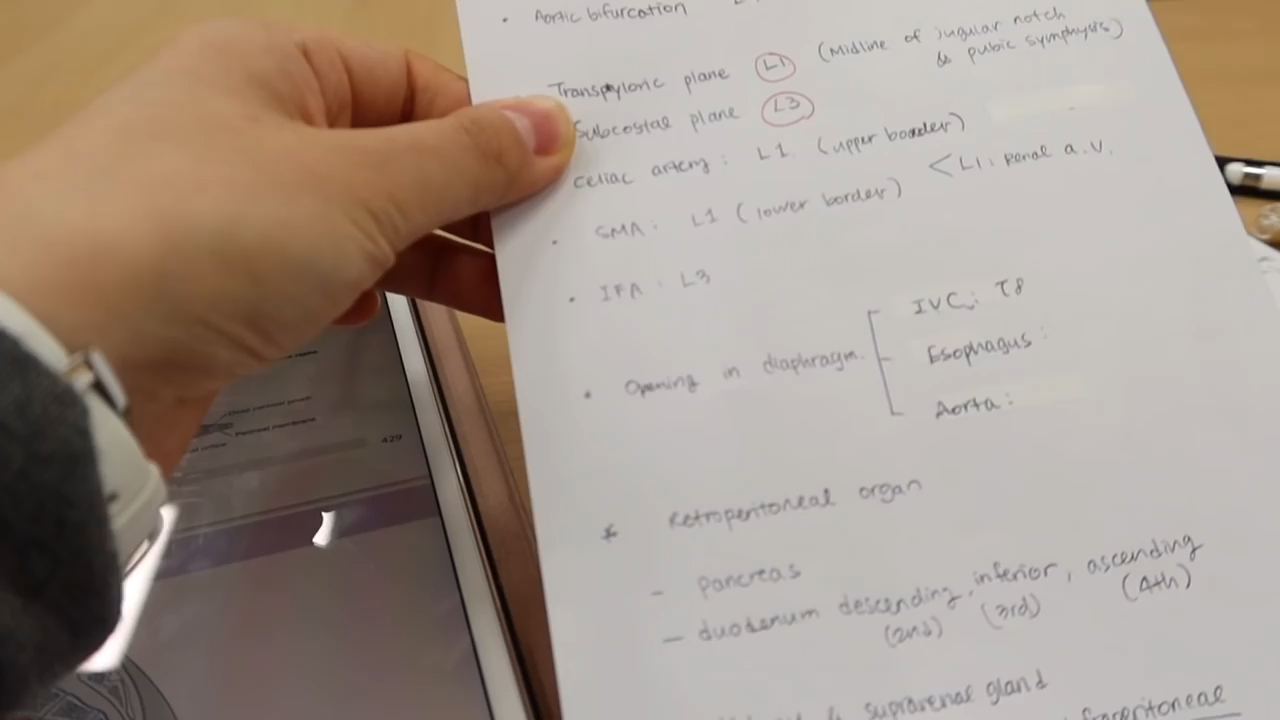 • Aortic bifurcation
Transpyloric plane L1 (Midline of jugular notch
& pubic symphysis)
Subcostal plane L3
Celiac artery: L1 (upper boader)
• SMA: L1 (lower border) < L1: renal a.v.
• IFA: L3
• Opening in diaphragm.
IVC: T8
Esophagus:
Aorta:
* Retroperitoneal organ
- pancreas
- duodenum descending, inferior, ascending
(2nd) (3rd) (4th)
& suprarenal gland
429